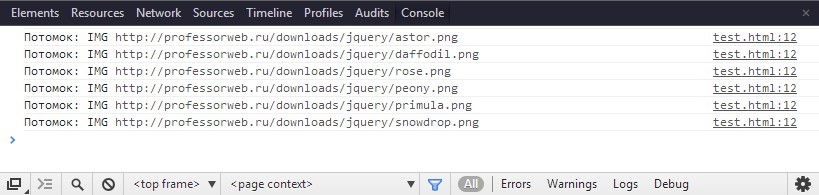 Elements Resources Network Sources Timeline Profiles Audits Console
Потомок: IMG http://professorweb.ru/downloads/jquery/astor.png test.html:12
Потомок: IMG http://professorweb.ru/downloads/jquery/daffodil.png test.html:12
Потомок: IMG http://professorweb.ru/downloads/jquery/rose.png test.html:12
Потомок: IMG http://professorweb.ru/downloads/jquery/peony.png test.html:12
Потомок: IMG http://professorweb.ru/downloads/jquery/primula.png test.html:12
Потомок: IMG http://professorweb.ru/downloads/jquery/snowdrop.png test.html:12
<top frame> <page context> All Errors Warnings Logs Debug